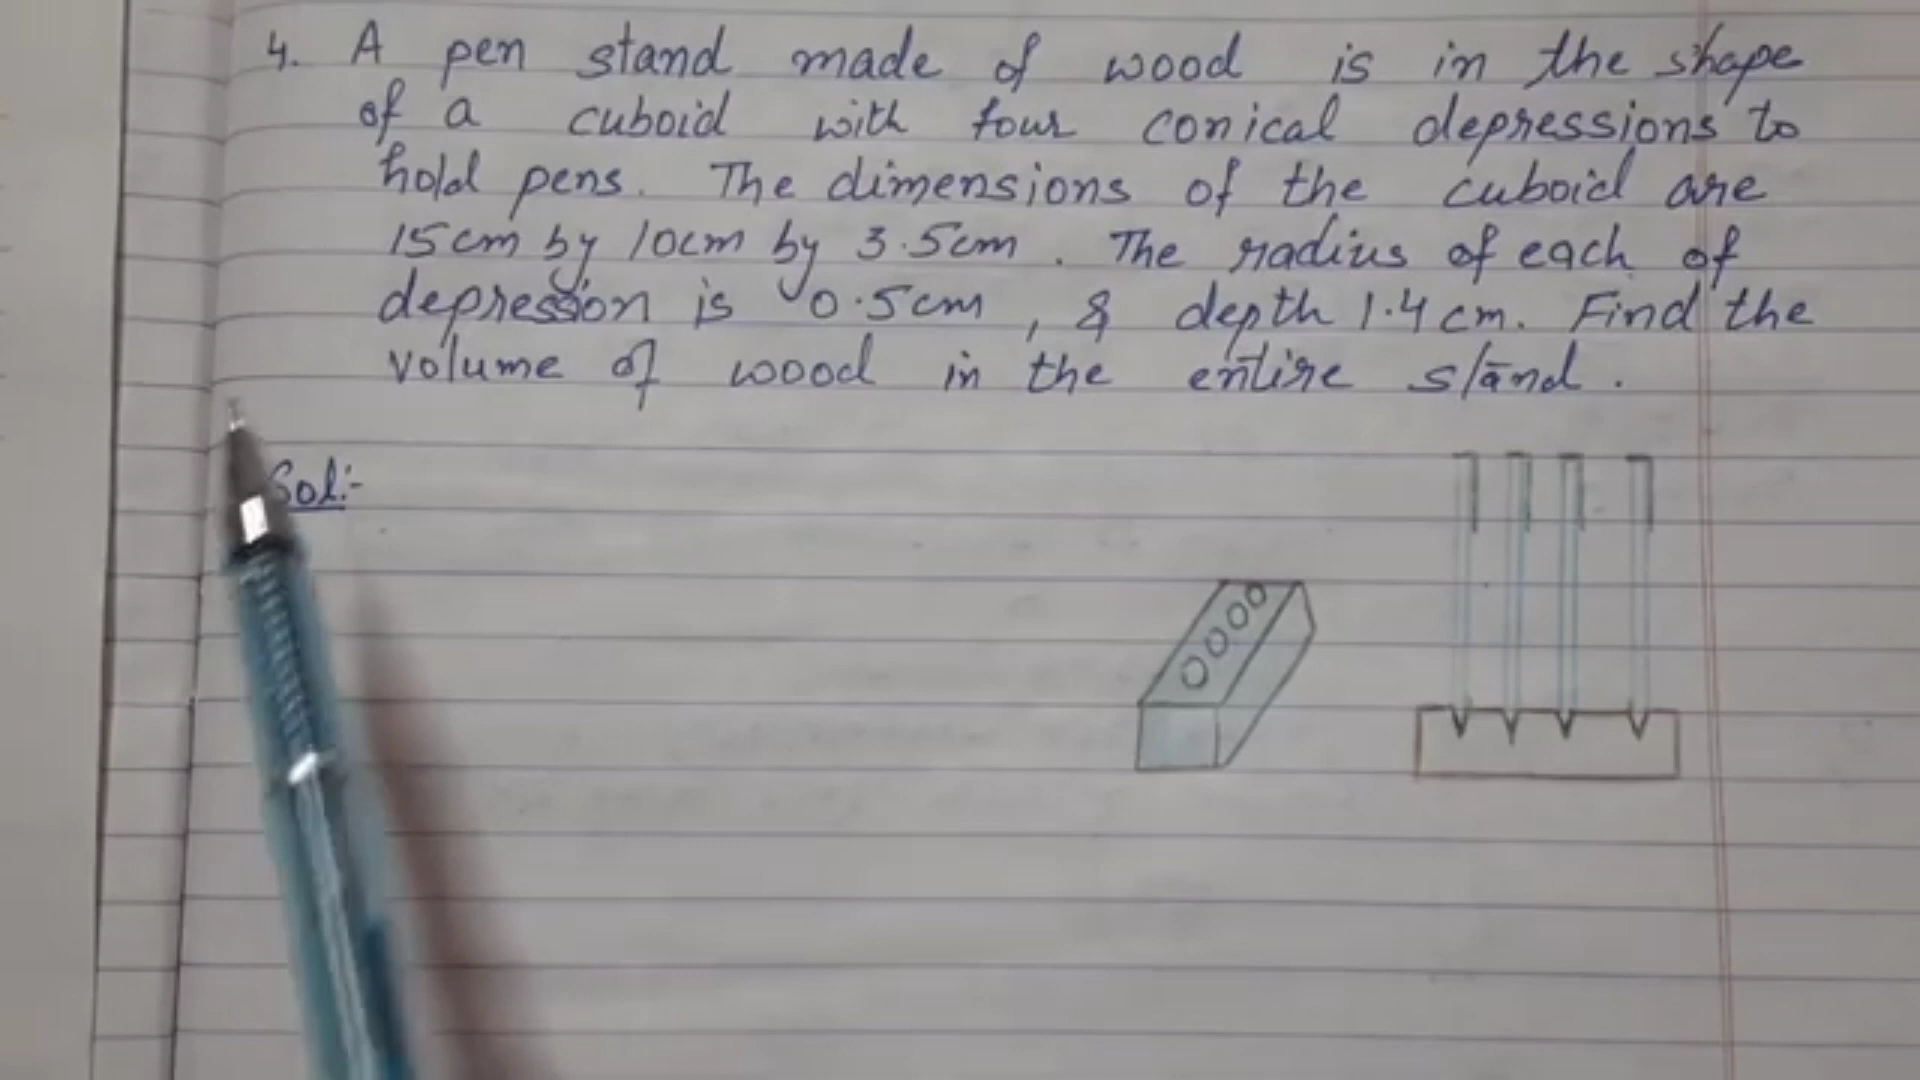 4. A pen stand made of wood is in the shape
of a cuboid with four conical depressions to
hold pens. The dimensions of the cuboid are
15cm by 10cm by 3.5cm. The radius of each of
depression is 0.5cm, & depth 1.4cm. Find the
volume of wood in the entire stand.
Sol:-